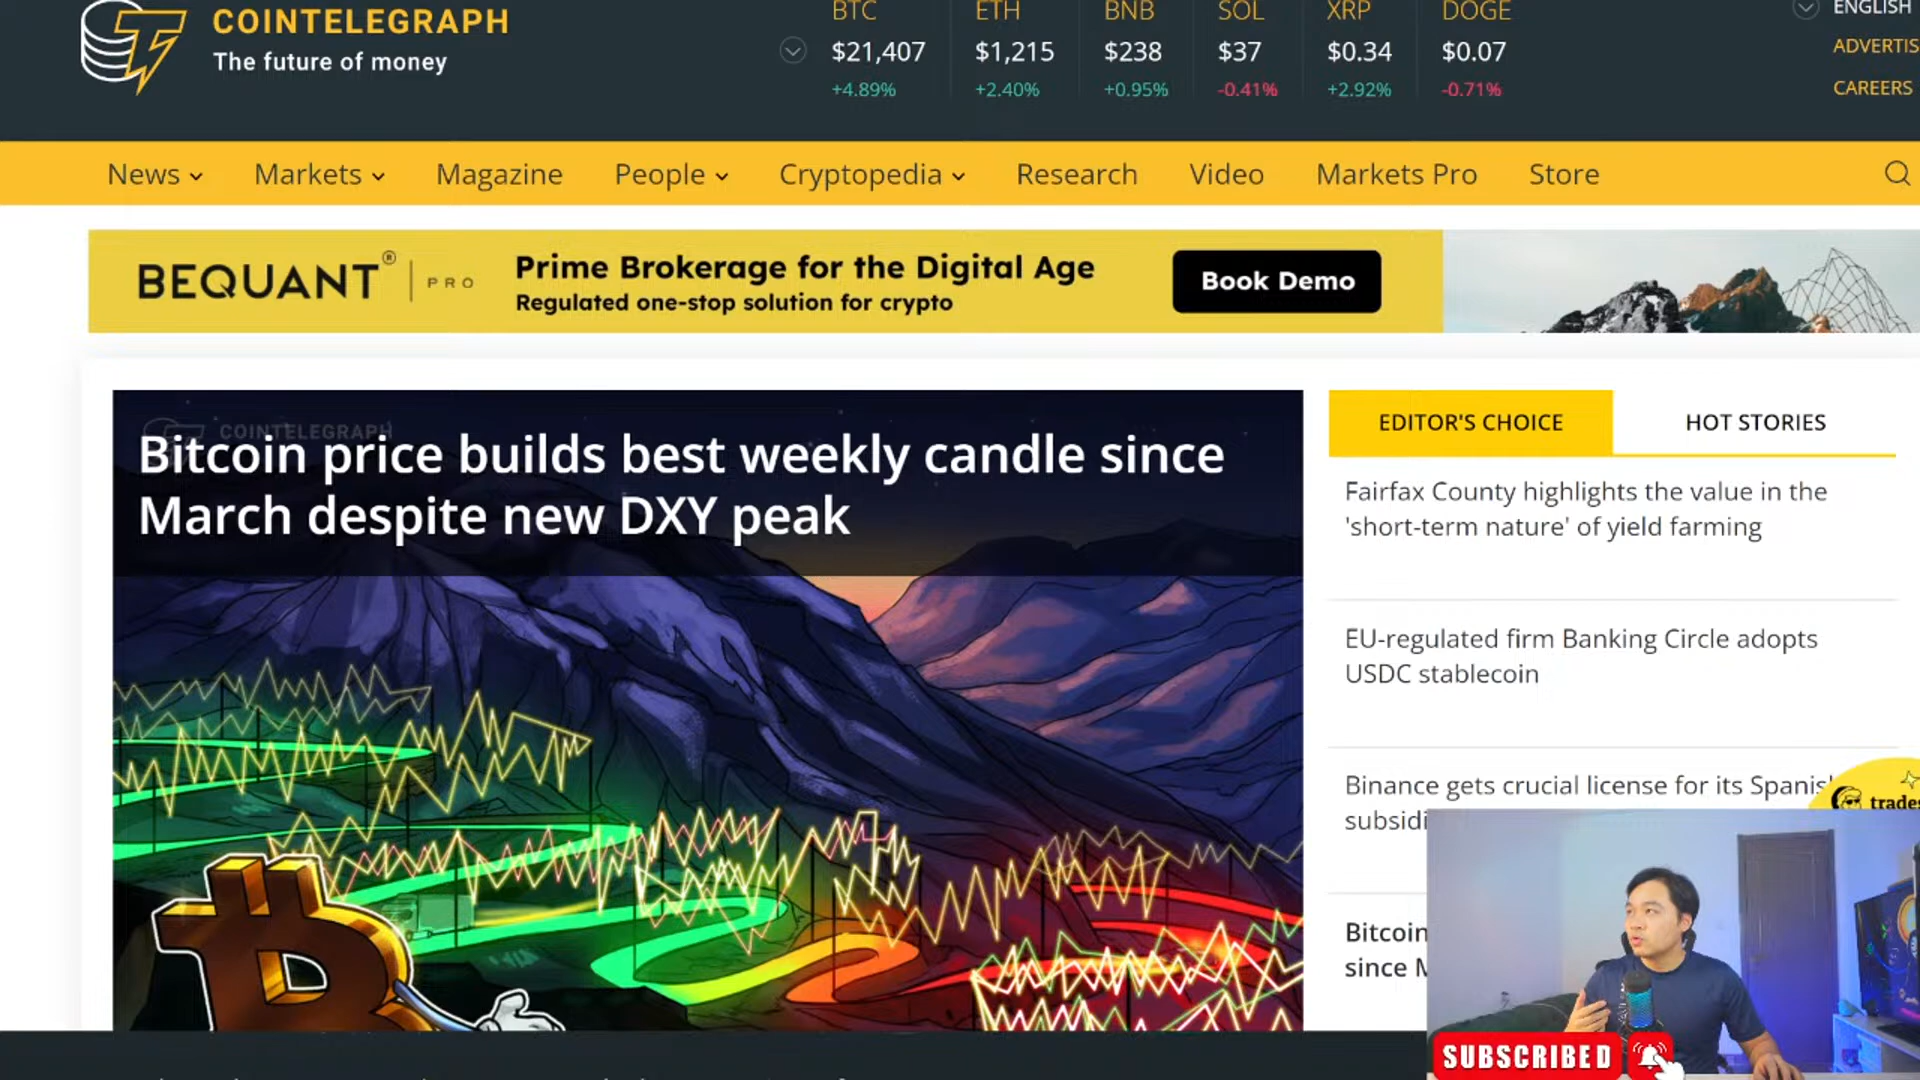 COINTELEGRAPH
The future of money
BTC ETH BNB SOL XRP DOGE
$21,407 $1,215 $238 $37 $0.34 $0.07
+4.89% +2.40% +0.95% -0.41% +2.92% -0.71%
ENGLISH
ADVERTIS
CAREERS
News Markets Magazine People Cryptopedia Research Video Markets Pro Store
BEQUANT® | PRO
Prime Brokerage for the Digital Age
Regulated one-stop solution for crypto
Book Demo
COINTELEGRAPH
Bitcoin price builds best weekly candle since
March despite new DXY peak
EDITOR'S CHOICE
HOT STORIES
Fairfax County highlights the value in the
'short-term nature' of yield farming
EU-regulated firm Banking Circle adopts
USDC stablecoin
Binance gets crucial license for its Spanis
subsidi
trades
Bitcoin
since M
SUBSCRIBED